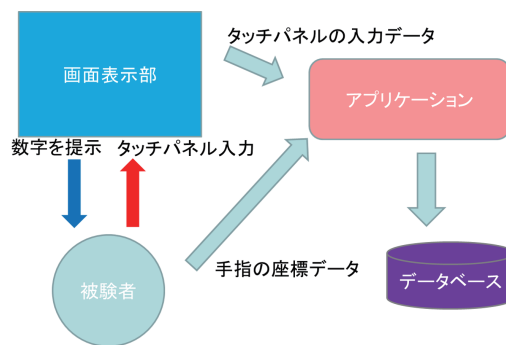 タッチパネルの入力データ
画面表示部
アプリケーション
数字を提示
タッチパネル入力
手指の座標データ
被験者
データベース